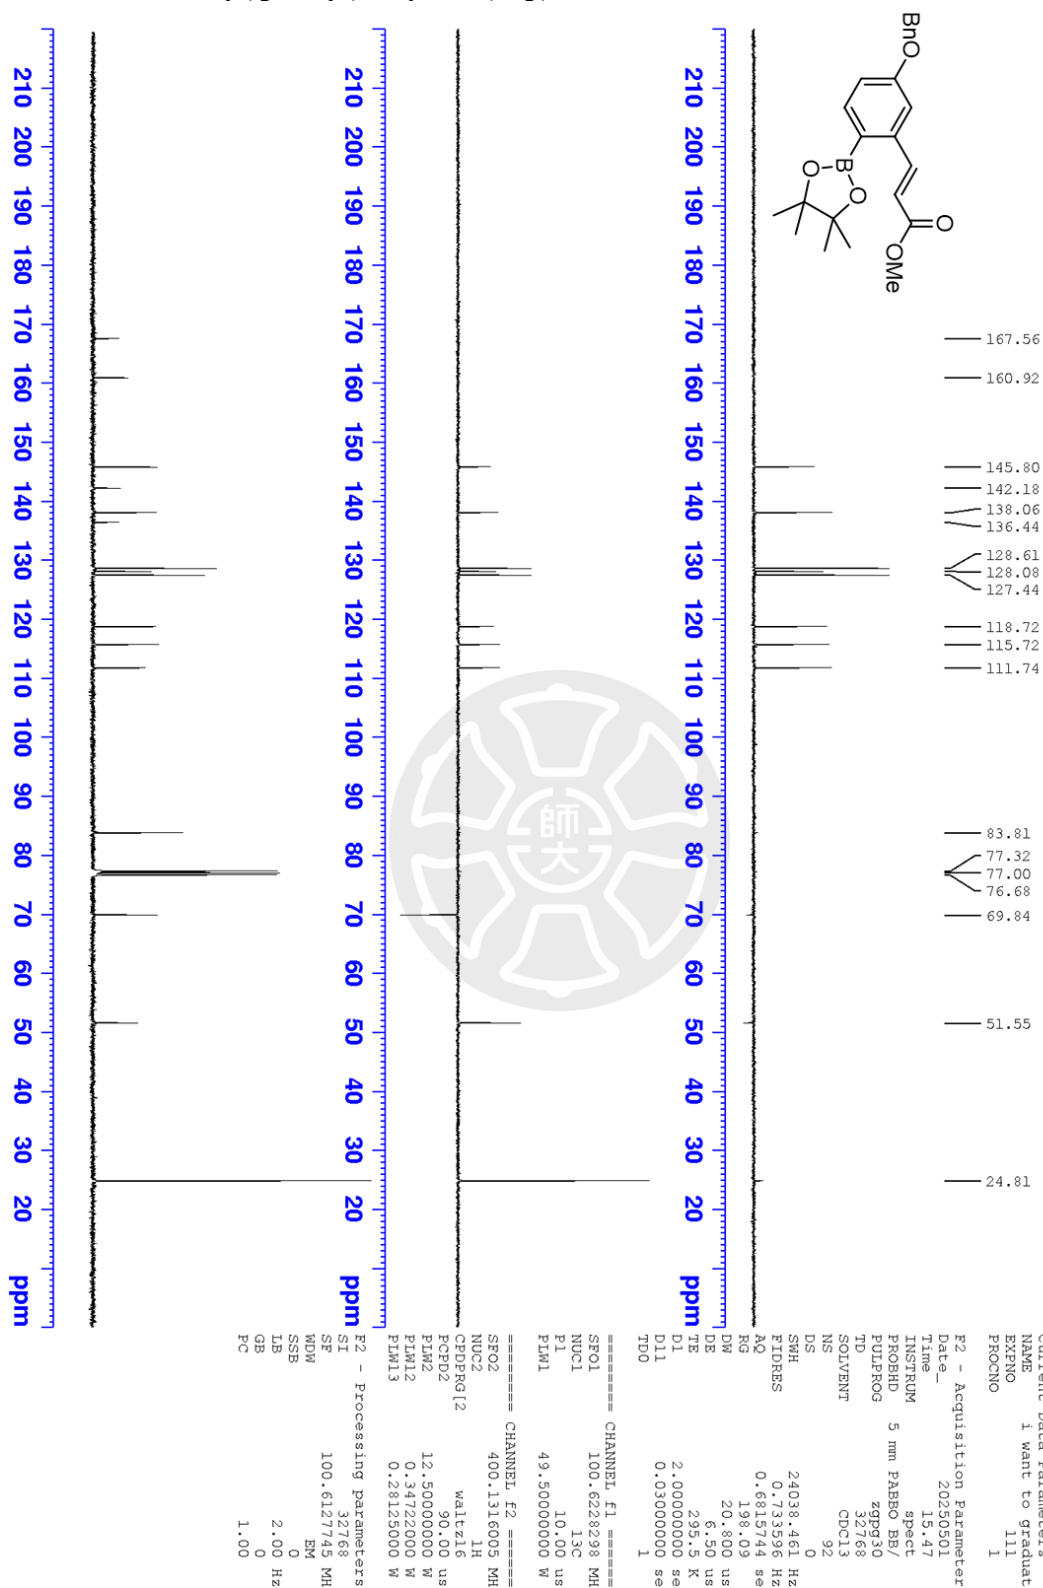 BnO
O
OMe
B
O
O
167.56
160.92
145.80
142.18
138.06
136.44
128.61
128.08
127.44
118.72
115.72
111.74
83.81
77.32
77.00
76.68
69.84
51.55
24.81
210 200 190 180 170 160 150 140 130 120 110 100 90 80 70 60 50 40 30 20 ppm
210 200 190 180 170 160 150 140 130 120 110 100 90 80 70 60 50 40 30 20 ppm
210 200 190 180 170 160 150 140 130 120 110 100 90 80 70 60 50 40 30 20 ppm
師大
Current Data Parameters
NAME i want to graduat
EXPNO 111
PROCNO 1
F2 - Acquisition Parameter
Date_ 20250501
Time 15.47
INSTRUM spect
PROBHD 5 mm PABBO BB/
PULPROG zgpg30
TD 32768
SOLVENT CDCl3
NS 92
DS 0
SWH 24038.461 Hz
FIDRES 0.733596 Hz
AQ 0.6815744 se
RG 198.09
DW 20.800 us
DE 6.50 us
TE 295.5 K
D1 2.00000000 se
D11 0.03000000 se
TD0 1
======== CHANNEL f1 ========
SFO1 100.6228298 MH
NUC1 13C
P1 10.00 us
PLW1 49.50000000 W
======== CHANNEL f2 ========
SFO2 400.1316005 MH
NUC2 1H
CPDPRG[2 waltz16
PCPD2 90.00 us
PLW2 12.50000000 W
PLW12 0.34722000 W
PLW13 0.28125000 W
F2 - Processing parameters
SI 32768
SF 100.6127745 MH
WDW EM
SSB 0
LB 2.00 Hz
GB 0
PC 1.00